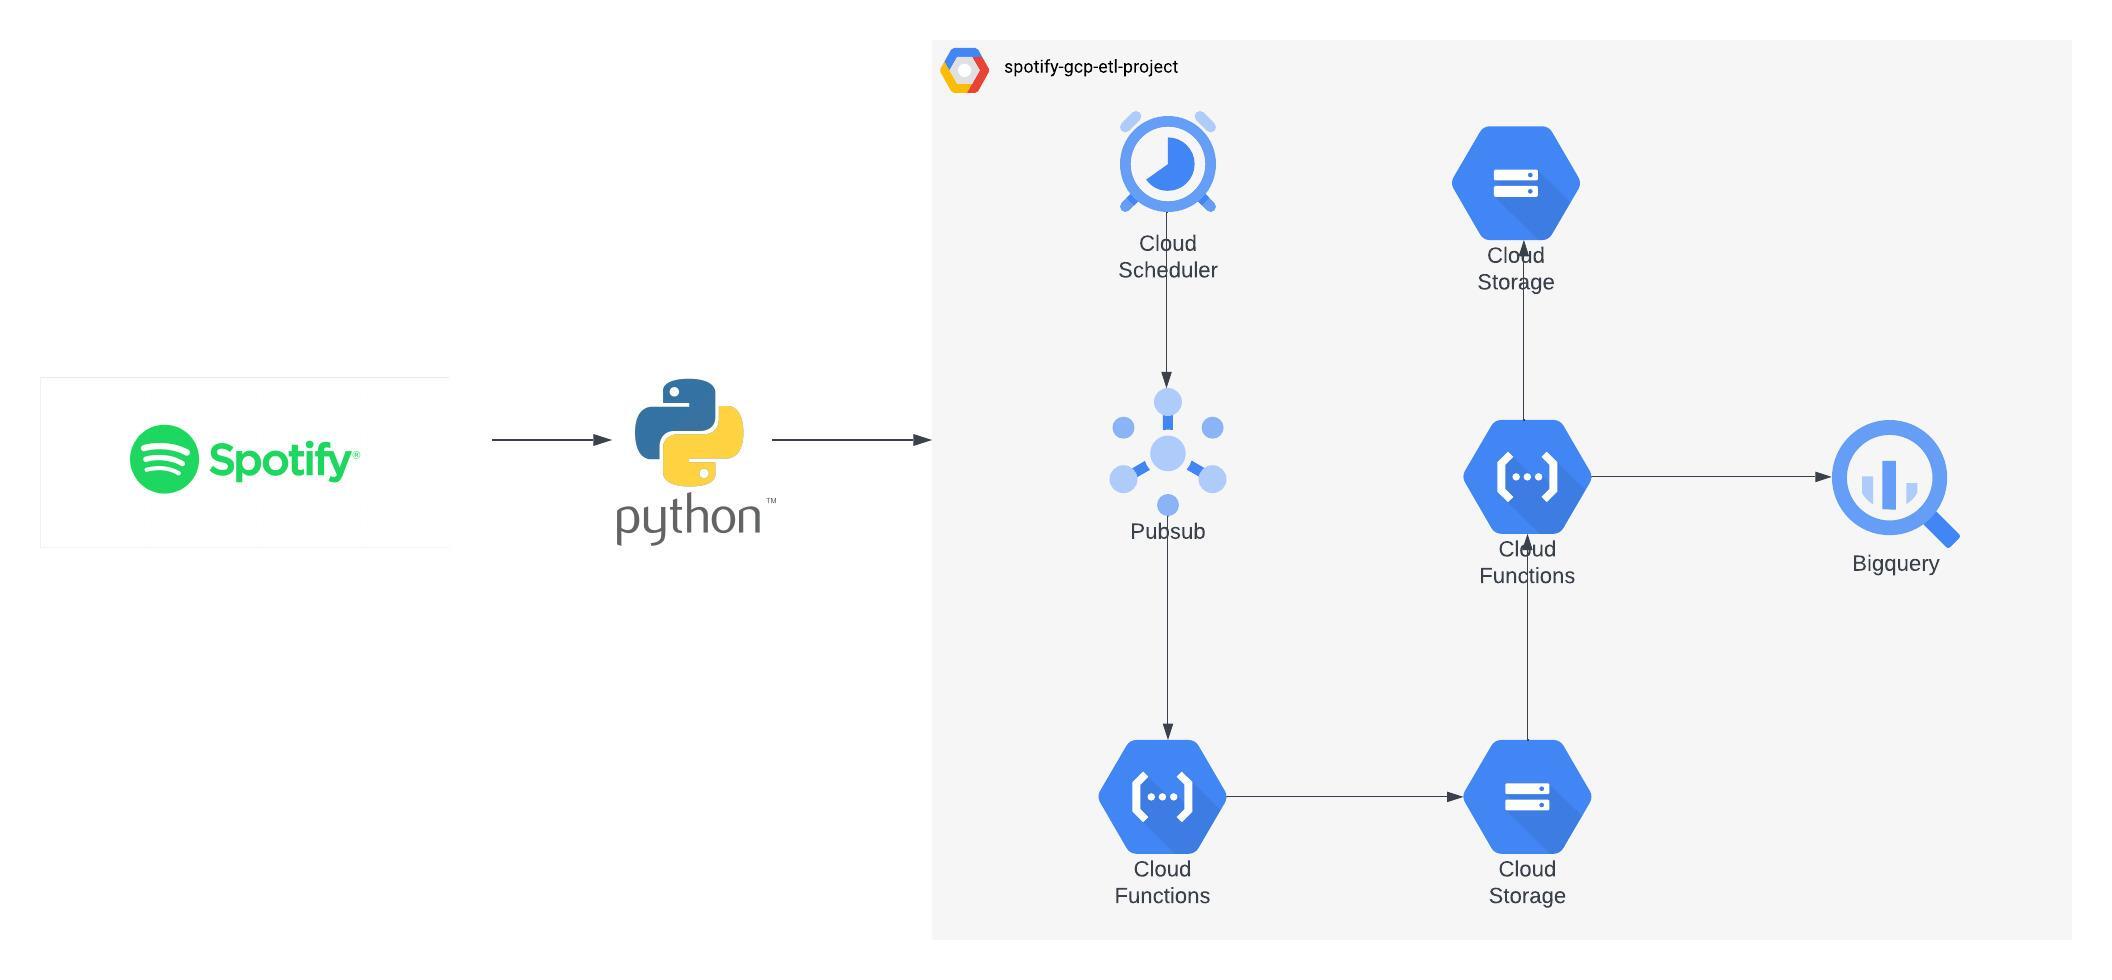 spotify-gcp-etl-project
Cloud
Scheduler
Cloud
Storage
Spotify®
python™
Pubsub
Cloud
Functions
Bigquery
Cloud
Functions
Cloud
Storage